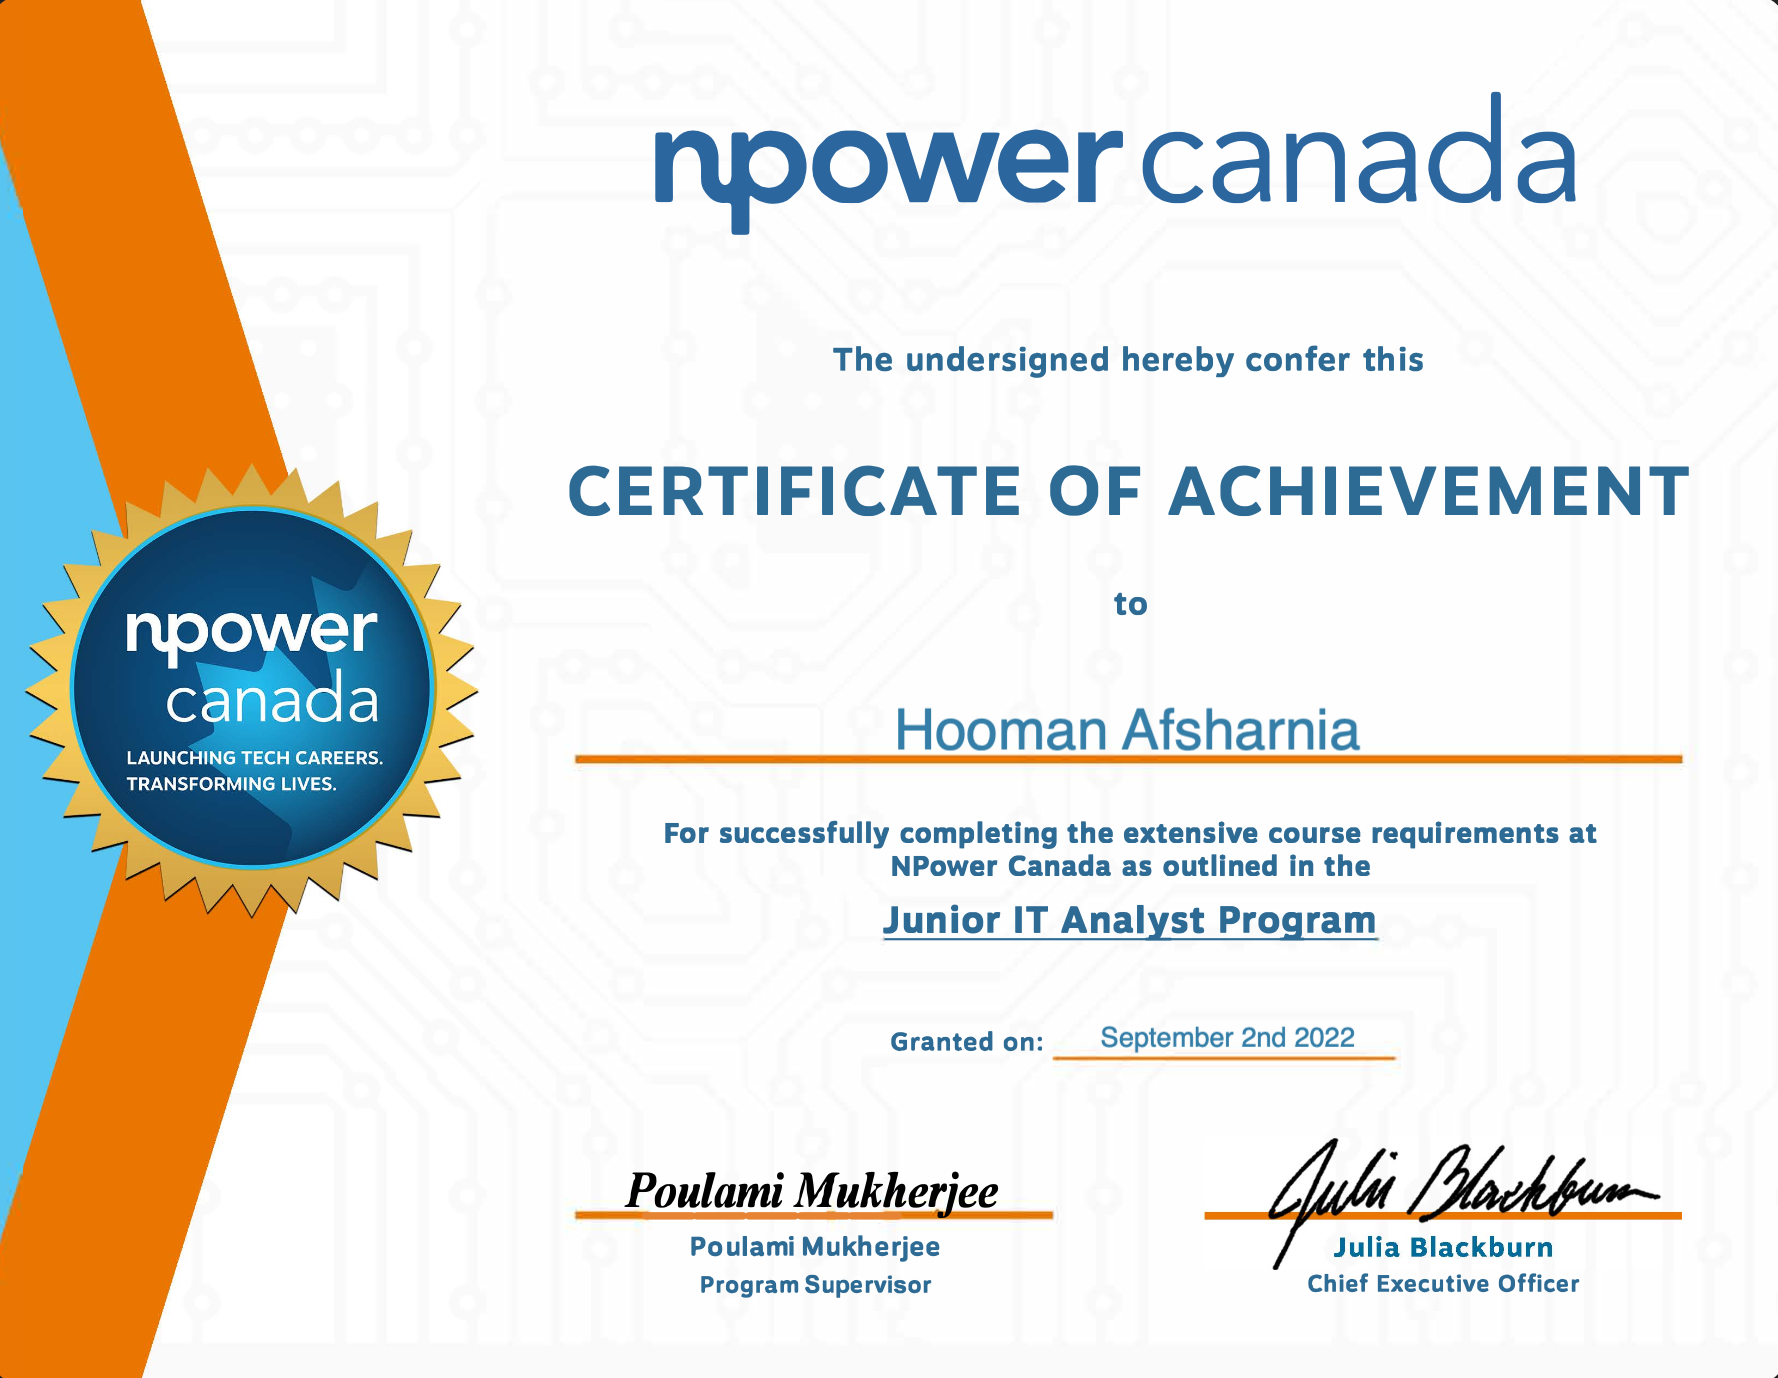 npower canada
The undersigned hereby confer this
CERTIFICATE OF ACHIEVEMENT
to
Hooman Afsharnia
For successfully completing the extensive course requirements at
NPower Canada as outlined in the
Junior IT Analyst Program
Granted on: September 2nd 2022
Poulami Mukherjee
Poulami Mukherjee
Program Supervisor
Julia Blackburn
Julia Blackburn
Chief Executive Officer
npower
canada
LAUNCHING TECH CAREERS.
TRANSFORMING LIVES.